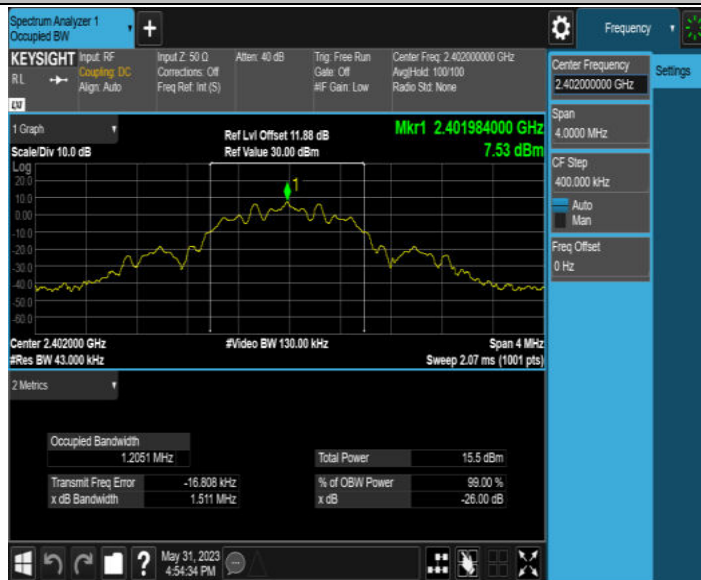 Spectrum Analyzer 1
Occupied BW
Frequency
KEYSIGHT
RL
Input: RF
Coupling: DC
Align: Auto
Input Z: 50 Ω
Corrections: Off
Freq Ref: Int (S)
Atten: 40 dB
Trig: Free Run
Gate: Off
#IF Gain: Low
Center Freq: 2.402000000 GHz
Avg|Hold: 100/100
Radio Std: None
Center Frequency
2.402000000 GHz
Settings
Span
4.0000 MHz
CF Step
400.000 kHz
Auto
Man
Freq Offset
0 Hz
1 Graph
Scale/Div 10.0 dB
Ref Lvl Offset 11.88 dB
Ref Value 30.00 dBm
Mkr1 2.401984000 GHz
7.53 dBm
Log
20.0
10.0
0.00
-10.0
-20.0
-30.0
-40.0
-50.0
-60.0
1
Center 2.402000 GHz
#Res BW 43.000 kHz
#Video BW 130.00 kHz
Span 4 MHz
Sweep 2.07 ms (1001 pts)
2 Metrics
Occupied Bandwidth
1.2051 MHz
Total Power 15.5 dBm
Transmit Freq Error -16.808 kHz
% of OBW Power 99.00 %
x dB Bandwidth 1.511 MHz
x dB -26.00 dB
May 31, 2023
4:54:34 PM